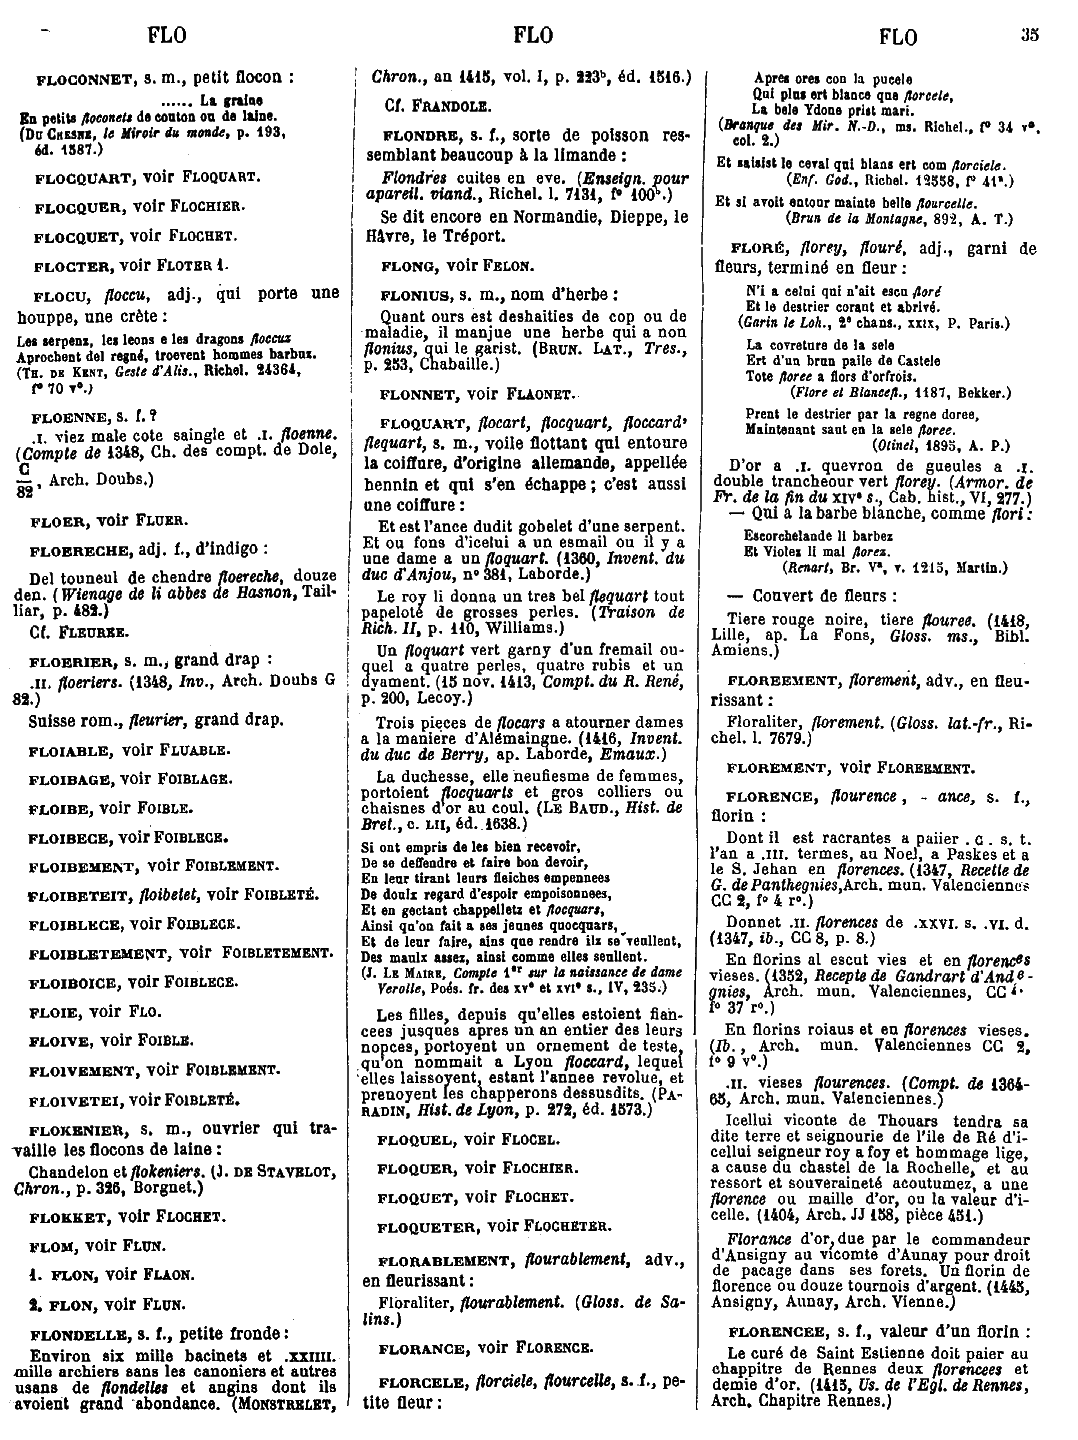 FLO
FLO
FLO
35
FLOCONNET, s. m., petit flocon :
...... La graine
En petits floconets de couton ou de laine.
(DU CHESNE, le Miroir du monde, p. 193,
éd. 1587.)
FLOCQUART, voir FLOQUART.
FLOCQUER, voir FLOCHIER.
FLOCQUET, voir FLOCHET.
FLOCTER, voir FLOTER 1.
FLOCU, floccu, adj., qui porte une
houppe, une crête :
Les serpenz, les leons e les dragons floccuz
Aprochent del regné, troevent hommes barbuz.
(TH. DE KENT, Geste d'Alis., Richel. 24364,
f° 70 v°.)
FLOENNE, s. f. ?
.I. viez male cote saingle et .I. floenne.
(Compte de 1348, Ch. des compt. de Dole,
C
82, Arch. Doubs.)
FLOER, voir FLUER.
FLOERECHE, adj. f., d'indigo :
Del touneul de chendre floereche, douze
den. (Wienage de li abbes de Hasnon, Tail-
liar, p. 482.)
Cf. FLEUREE.
FLOERIER, s. m., grand drap :
.II. floeriers. (1348, Inv., Arch. Doubs G
82.)
Suisse rom., fleurier, grand drap.
FLOIABLE, voir FLUABLE.
FLOIBAGE, voir FOIBLAGE.
FLOIBE, voir FOIBLE.
FLOIBECE, voir FOIBLECE.
FLOIBEMENT, voir FOIBLEMENT.
FLOIBETEIT, floibelet, voir FOIBLETÉ.
FLOIBLECE, voir FOIBLECE.
FLOIBLETEMENT, voir FOIBLETEMENT.
FLOIBOICE, voir FOIBLECE.
FLOIE, voir FLO.
FLOIVE, voir FOIBLE.
FLOIVEMENT, voir FOIBLEMENT.
FLOIVETEI, voir FOIBLETÉ.
FLOKENIER, s. m., ouvrier qui tra-
vaille les flocons de laine :
Chandelon et flokeniers. (J. DE STAVELOT,
Chron., p. 326, Borgnet.)
FLOKKET, voir FLOCHET.
FLOM, voir FLUN.
1. FLON, voir FLAON.
2. FLON, voir FLUN.
FLONDELLE, s. f., petite fronde :
Environ six mille bacinets et .XXIIII.
mille archiers sans les canoniers et autres
usans de flondelles et angins dont ils
avoient grand abondance. (MONSTRELET,
Chron., an 1415, vol. I, p. 223b, éd. 1516.)
Cf. FRANDOLE.
FLONDRE, s. f., sorte de poisson res-
semblant beaucoup à la limande :
Flondres cuites en eve. (Enseign. pour
apareil. viand., Richel. l. 7131, f° 100b.)
Se dit encore en Normandie, Dieppe, le
Hâvre, le Tréport.
FLONG, voir FELON.
FLONIUS, s. m., nom d'herbe :
Quant ours est deshaities de cop ou de
maladie, il manjue une herbe qui a non
flonius, qui le garist. (BRUN. LAT., Tres.,
p. 253, Chabaille.)
FLONNET, voir FLAONET.
FLOQUART, flocart, flocquart, floccard,
flequart, s. m., voile flottant qui entoure
la coiffure, d'origine allemande, appellée
hennin et qui s'en échappe ; c'est aussi
une coiffure :
Et est l'ance dudit gobelet d'une serpent.
Et ou fons d'icelui a un esmail ou il y a
une dame a un floquart. (1360, Invent. du
duc d'Anjou, n° 381, Laborde.)
Le roy li donna un tres bel flequart tout
papeloté de grosses perles. (Traison de
Rich. II, p. 110, Williams.)
Un floquart vert garny d'un fremail ou-
quel a quatre perles, quatre rubis et un
dyament. (15 nov. 1413, Compt. du R. René,
p. 200, Lecoy.)
Trois pieces de flocars a atourner dames
a la maniere d'Alemaingne. (1416, Invent.
du duc de Berry, ap. Laborde, Emaux.)
La duchesse, elle neufiesme de femmes,
portoient flocquarts et gros colliers ou
chaisnes d'or au coul. (LE BAUD., Hist. de
Bret., c. LII, éd. 1638.)
Si ont empris de les bien recevoir,
De se deffendre et faire bon devoir,
En leur tirant leurs fleiches empennees
De doulx regard d'espoir empoisonnees,
Et en gectant chappelletz et flocquars,
Ainsi qu'on fait a ses jeunes quocquars,
Et de leur faire, ains que rendre ilz se veullent,
Des maulx assez, ainsi comme elles seullent.
(J. LE MAIRE, Compte 1er sur la naissance de dame
Verolle, Poés. fr. des XVe et XVIe s., IV, 235.)
Les filles, depuis qu'elles estoient fian-
cees jusques apres un an entier des leurs
nopces, portoyent un ornement de teste,
qu'on nommait a Lyon floccard, lequel
elles laissoyent, estant l'annee revolue, et
prenoyent les chapperons dessusdits. (PA-
RADIN, Hist. de Lyon, p. 272, éd. 1573.)
FLOQUEL, voir FLOCEL.
FLOQUER, voir FLOCHIER.
FLOQUET, voir FLOCHET.
FLOQUETER, voir FLOCHETER.
FLORABLEMENT, flourablement, adv.,
en fleurissant :
Floraliter, flourablement. (Gloss. de Sa-
lins.)
FLORANCE, voir FLORENCE.
FLORCELE, florciele, flourcelle, s. f., pe-
tite fleur :
Apres ores con la pucele
Qui plus ert blance que florcele,
La bele Ydone prist mari.
(Branque des Mir. N.-D., ms. Richel., f° 34 v°,
col. 2.)
Et saisist le ceval qui blans ert com florciele.
(Enf. God., Richel. 12558, f° 41a.)
Et si avoit entour mainte belle flourcelle.
(Brun de la Montagne, 892, A. T.)
FLORÉ, florey, flouré, adj., garni de
fleurs, terminé en fleur :
N'i a celui qui n'ait escu floré
Et le destrier corant et abrivé.
(Garin le Loh., 2e chans., XXIX, P. Paris.)
La covreture de la sele
Ert d'un brun paile de Castele
Tote floree a flors d'orfrois.
(Flore et Blancefl., 1187, Bekker.)
Prent le destrier par la regne doree,
Maintenant saut en la sele floree.
(Otinel, 1895, A. P.)
D'or a .I. quevron de gueules a .I.
double trancheour vert florey. (Armor. de
Fr. de la fin du XIVe s., Cab. hist., VI, 277.)
— Qui a la barbe blanche, comme flori :
Escorchelande li barbez
Et Violez li mal florez.
(Renart, Br. Va, v. 1215, Martin.)
— Couvert de fleurs :
Tiere rouge noire, tiere flouree. (1418,
Lille, ap. La Fons, Gloss. ms., Bibl.
Amiens.)
FLOREEMENT, florement, adv., en fleu-
rissant :
Floraliter, florement. (Gloss. lat.-fr., Ri-
chel. l. 7679.)
FLOREMENT, voir FLOREEMENT.
FLORENCE, flourence, - ance, s. f.,
florin :
Dont il est racrantes a paiier .c. s. t.
l'an a .III. termes, au Noel, a Paskes et a
le S. Jehan en florences. (1347, Recette de
G. de Panthegnies, Arch. mun. Valenciennes
CC 2, f° 4 r°.)
Donnet .II. florences de .XXVI. s. .VI. d.
(1347, ib., CC 8, p. 8.)
En florins al escut vies et en florences
vieses. (1352, Recepte de Gandrart d'Ande-
gnies, Arch. mun. Valenciennes, CC 4.
f° 37 r°.)
En florins roiaus et en florences vieses.
(Ib., Arch. mun. Valenciennes CC 2,
f° 9 v°.)
.II. vieses flourences. (Compt. de 1364-
65, Arch. mun. Valenciennes.)
Icellui viconte de Thouars tendra sa
dite terre et seignourie de l'ile de Ré d'i-
cellui seigneur roy a foy et hommage lige,
a cause du chastel de la Rochelle, et au
ressort et souveraineté acoutumez, a une
florence ou maille d'or, ou la valeur d'i-
celle. (1404, Arch. JJ 158, pièce 451.)
Florance d'or, due par le commandeur
d'Ansigny au vicomte d'Aunay pour droit
de pacage dans ses forets. Un florin de
florence ou douze tournois d'argent. (1445,
Ansigny, Aunay, Arch. Vienne.)
FLORENCEE, s. f., valeur d'un florin :
Le curé de Saint Estienne doit paier au
chappitre de Rennes deux florencees et
demie d'or. (1415, Us. de l'Egl. de Rennes,
Arch. Chapitre Rennes.)